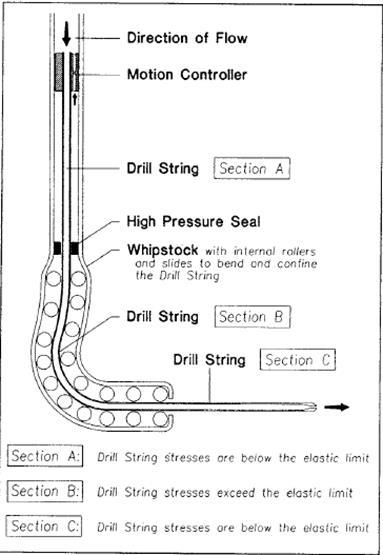 Direction of Flow
Motion Controller
Drill String Section A
High Pressure Seal
Whipstock with internal rollers
and slides to bend and confine
the Drill String
Drill String Section B
Drill String Section C
Section A: Drill String stresses are below the elastic limit
Section B: Drill String stresses exceed the elastic limit
Section C: Drill String stresses are below the elastic limit